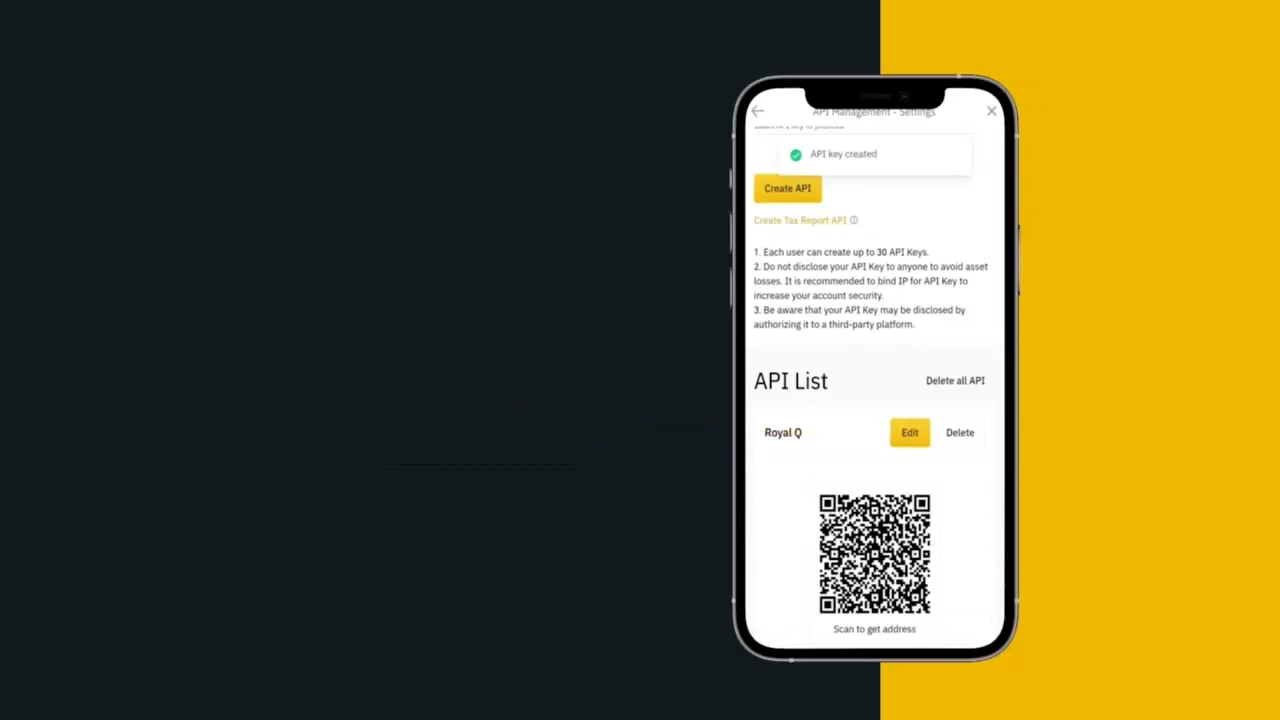 API Management - Settings
API key created
Create API
Create Tax Report API
1. Each user can create up to 30 API Keys.
2. Do not disclose your API Key to anyone to avoid asset
losses. It is recommended to bind IP for API Key to
increase your account security.
3. Be aware that your API Key may be disclosed by
authorizing it to a third-party platform.
API List
Delete all API
Royal Q
Edit
Delete
Scan to get address